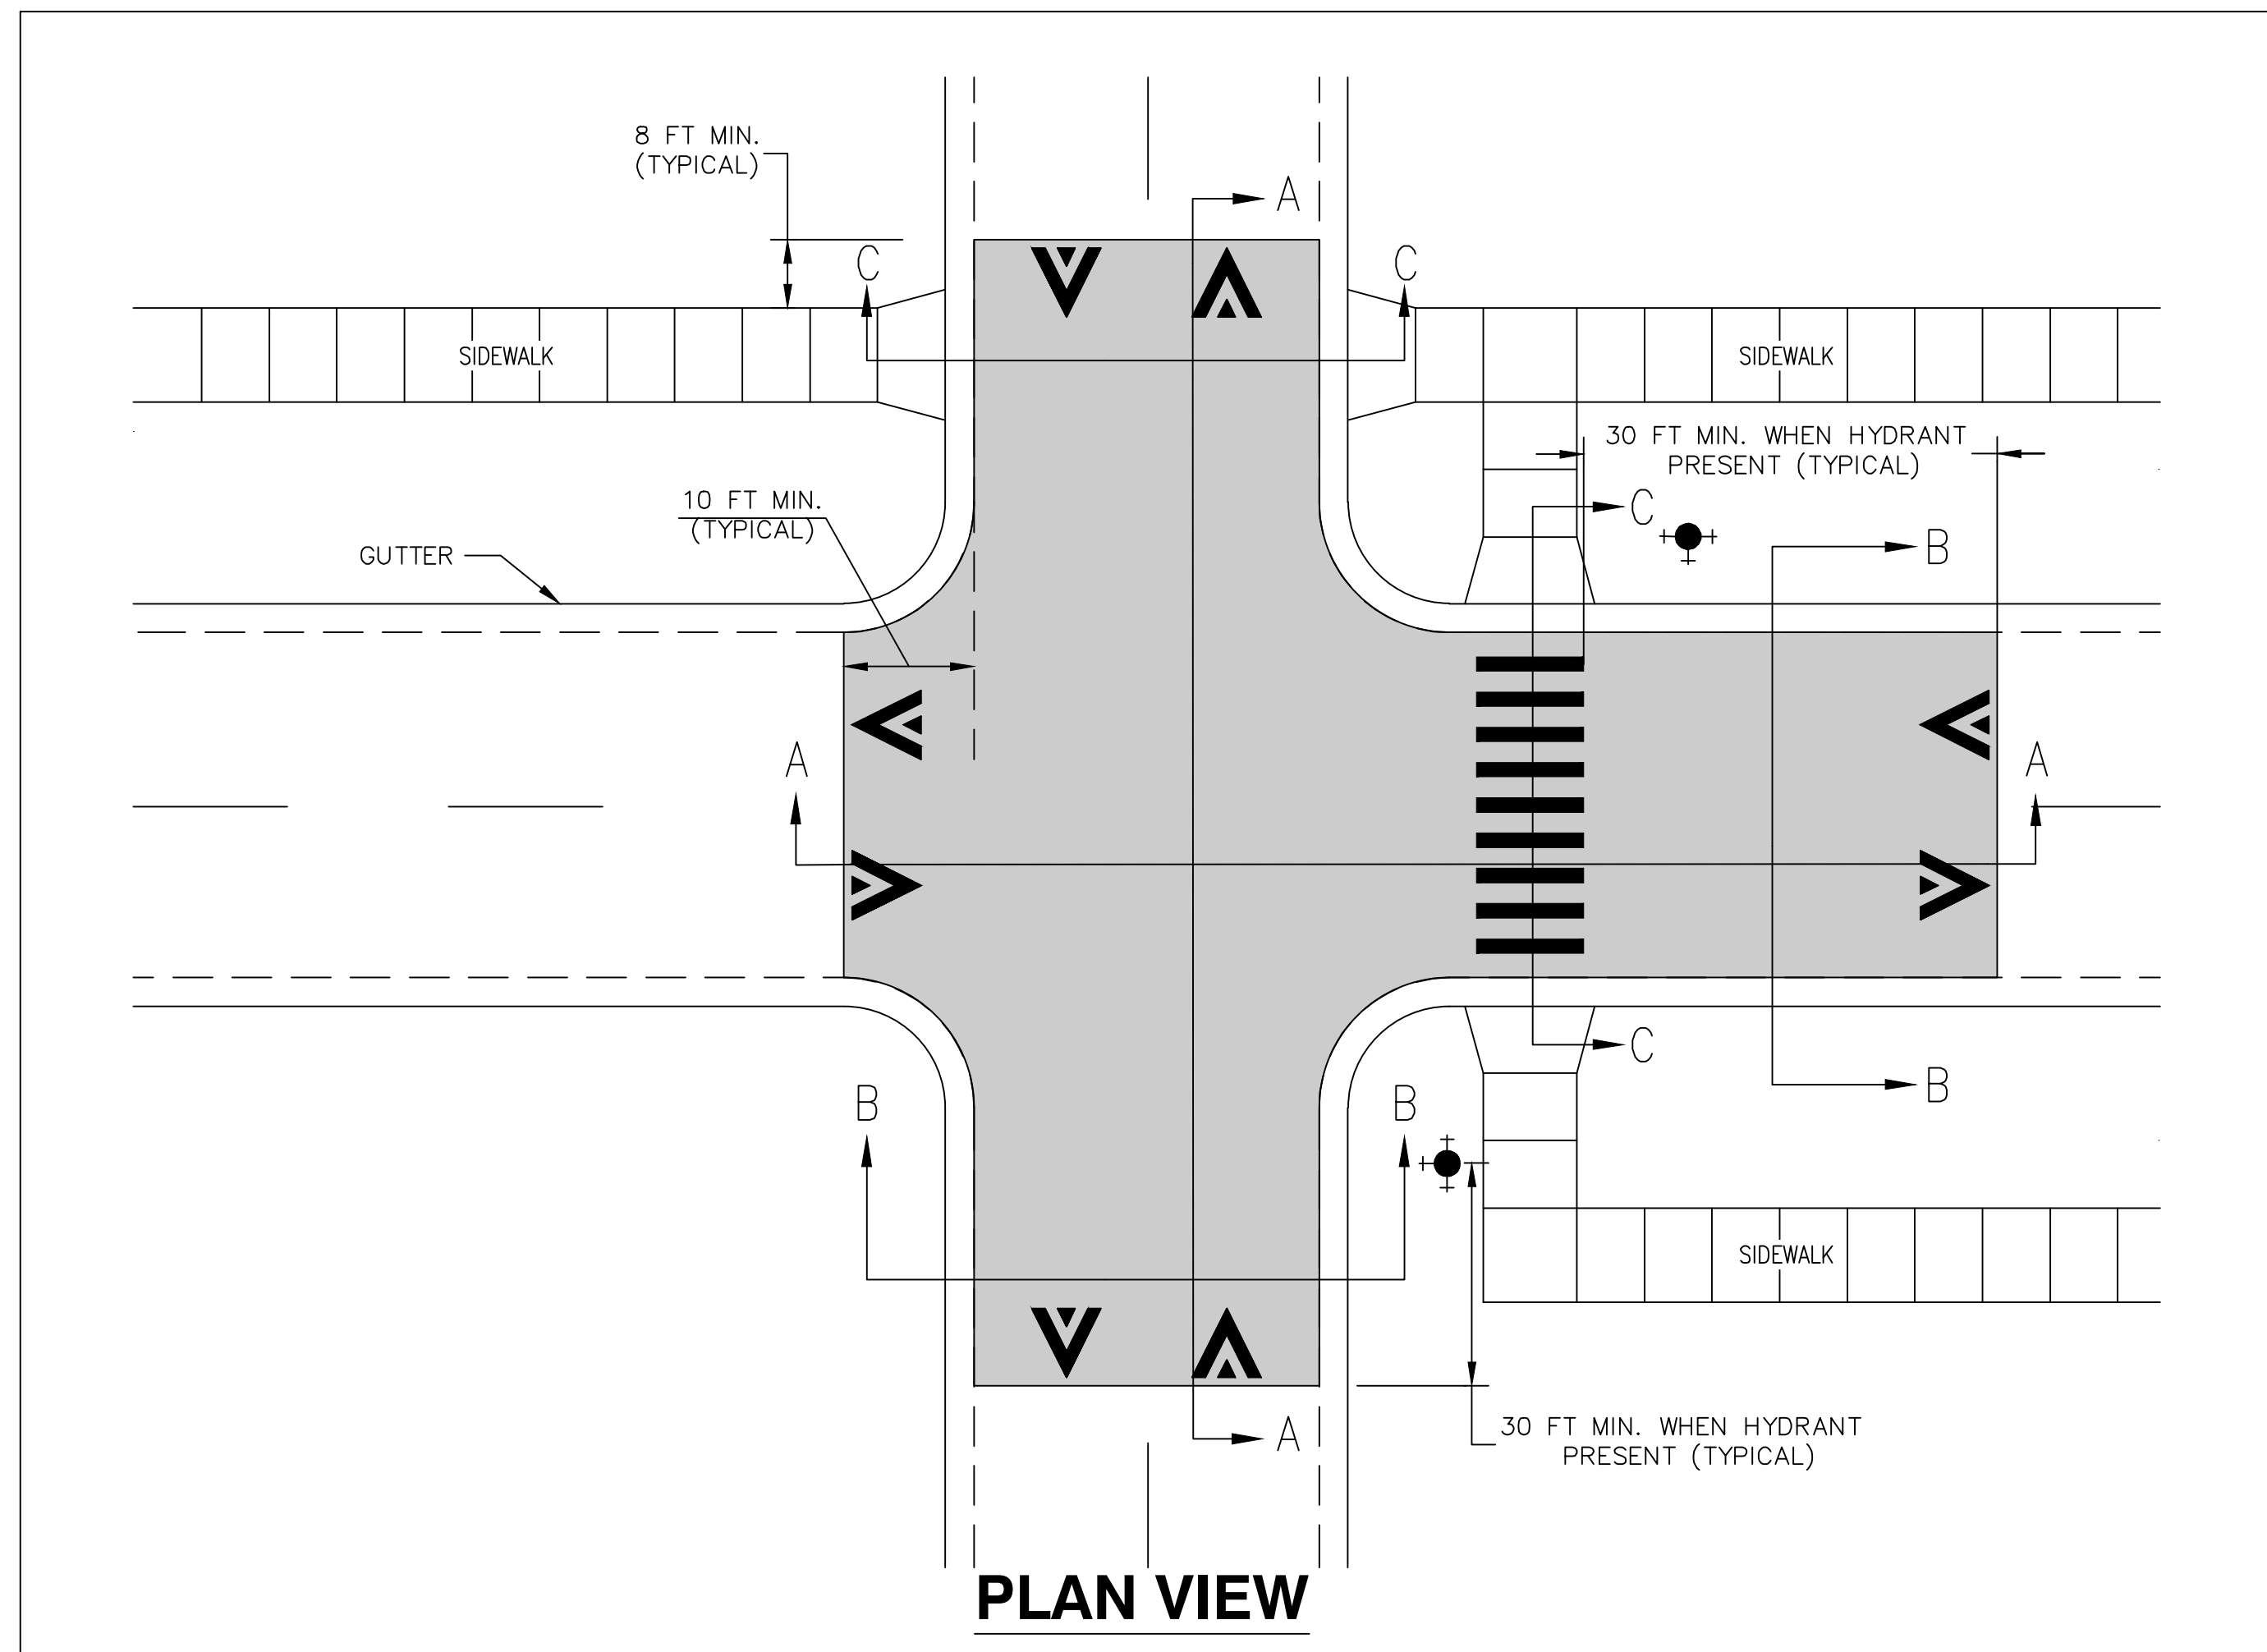 8 FT MIN.
(TYPICAL)
A
C
C
SIDEWALK
SIDEWALK
30 FT MIN. WHEN HYDRANT
PRESENT (TYPICAL)
10 FT MIN.
(TYPICAL)
C
GUTTER
B
A
A
C
B
B
B
SIDEWALK
A
30 FT MIN. WHEN HYDRANT
PRESENT (TYPICAL)
PLAN VIEW